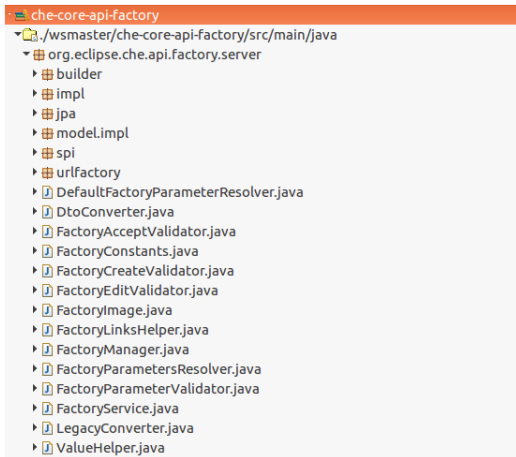 che-core-api-factory
./wsmaster/che-core-api-factory/src/main/java
org.eclipse.che.api.factory.server
builder
impl
jpa
model.impl
spi
urlfactory
DefaultFactoryParameterResolver.java
DtoConverter.java
FactoryAcceptValidator.java
FactoryConstants.java
FactoryCreateValidator.java
FactoryEditValidator.java
FactoryImage.java
FactoryLinksHelper.java
FactoryManager.java
FactoryParametersResolver.java
FactoryParameterValidator.java
FactoryService.java
LegacyConverter.java
ValueHelper.java